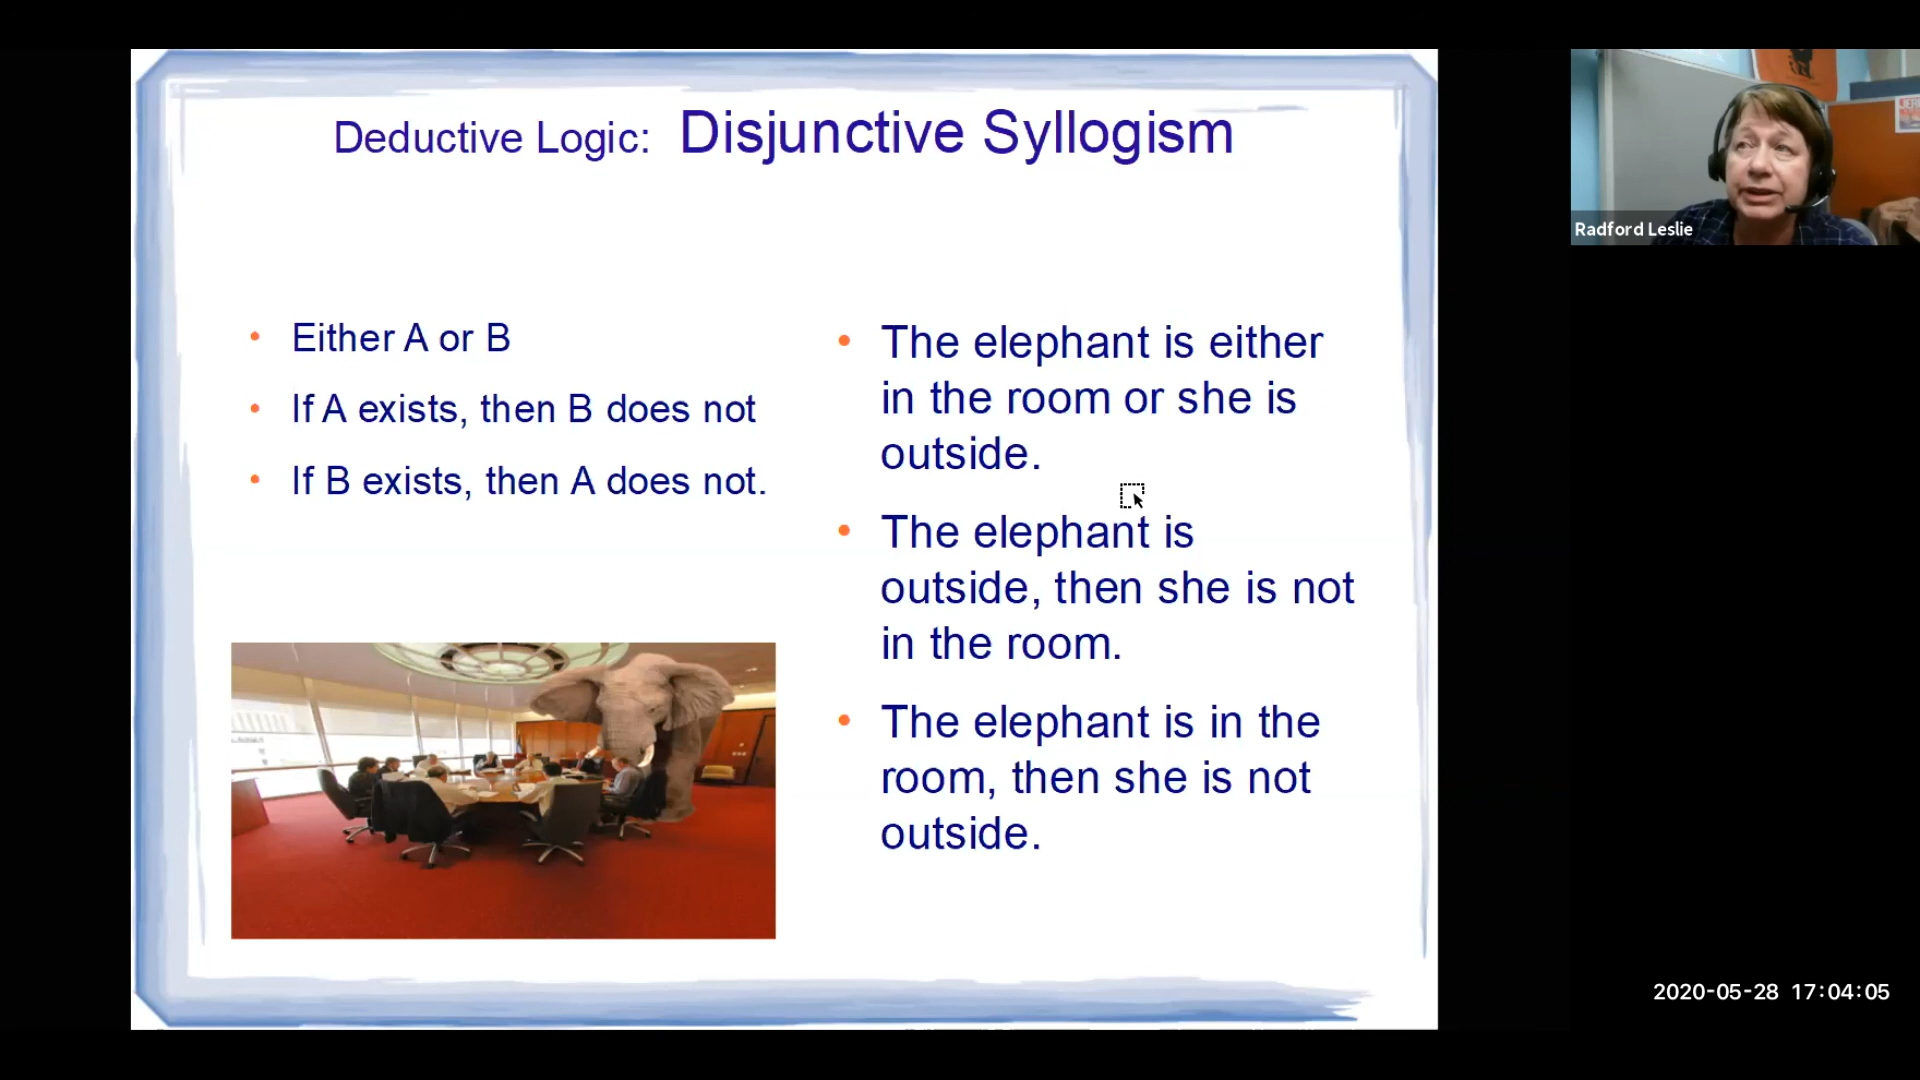 Deductive Logic: Disjunctive Syllogism
Either A or B
If A exists, then B does not
If B exists, then A does not.
The elephant is either
in the room or she is
outside.
The elephant is
outside, then she is not
in the room.
The elephant is in the
room, then she is not
outside.
Radford Leslie
2020-05-28 17:04:05